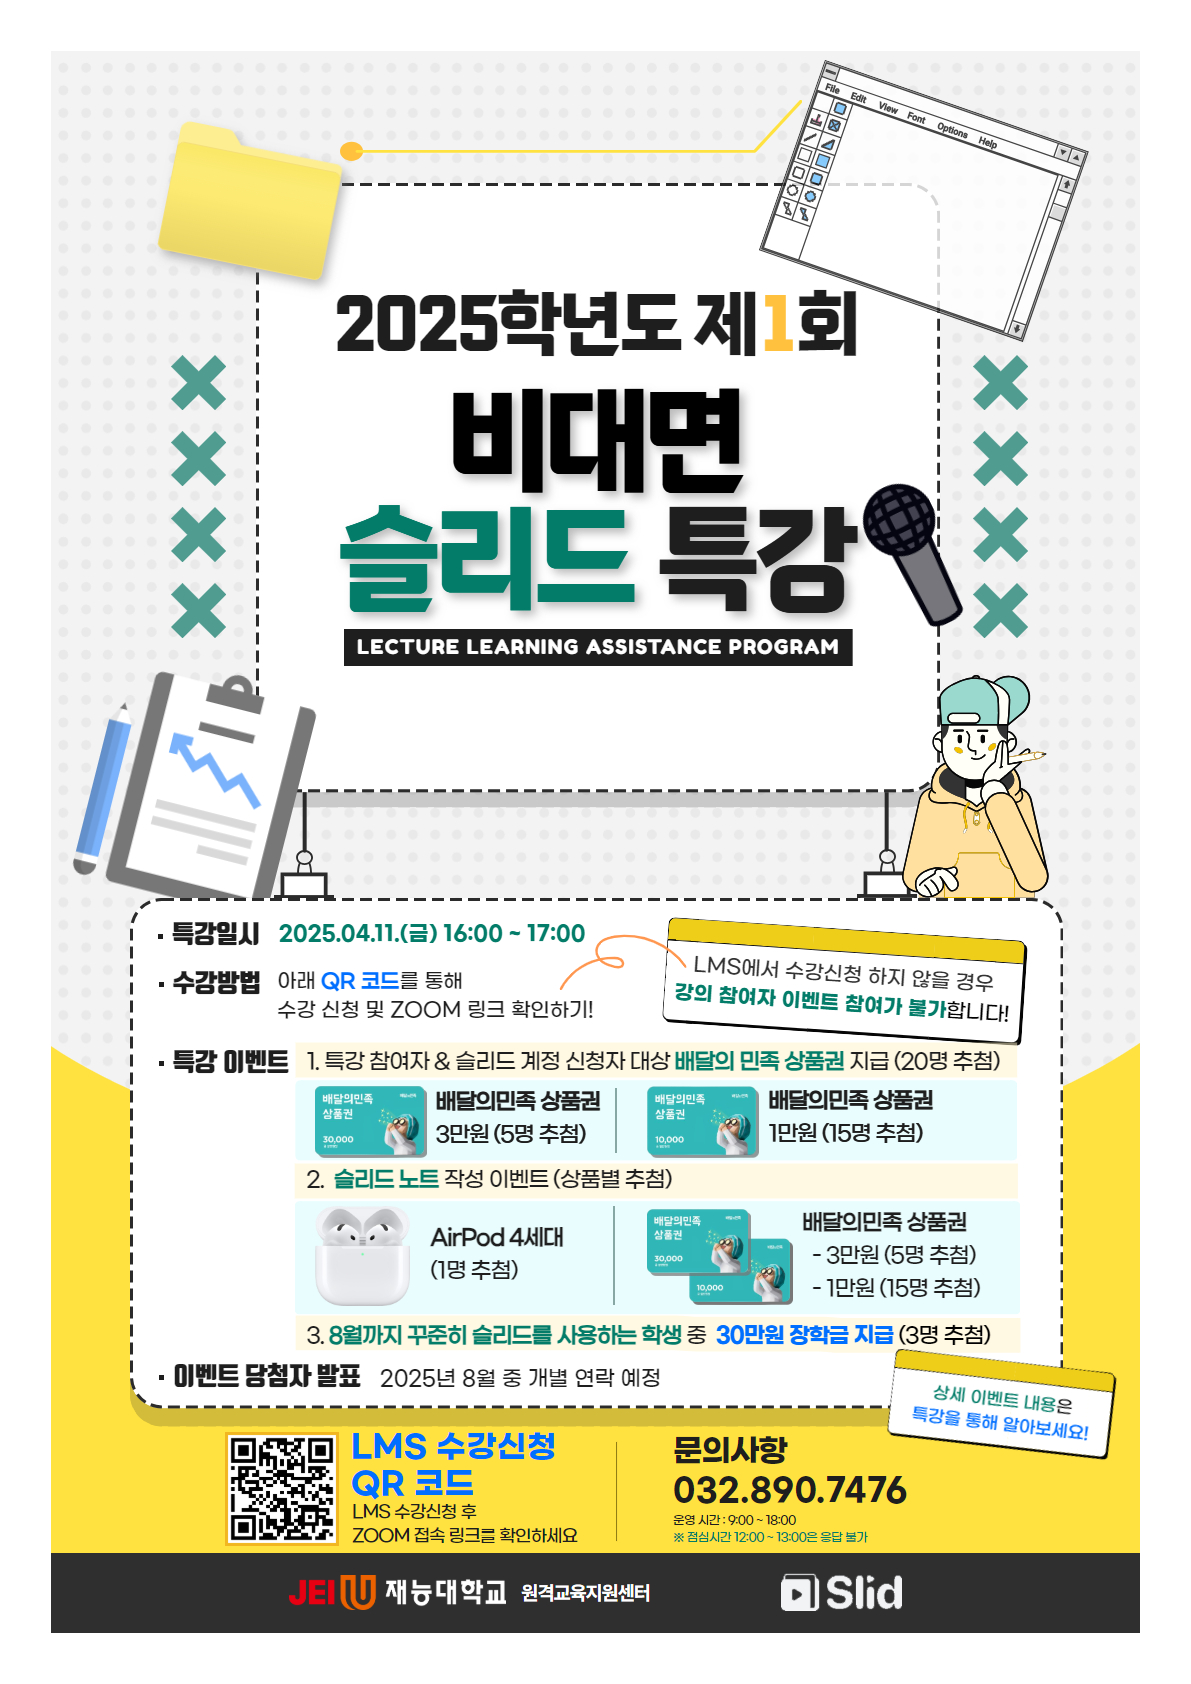 File Edit View Font Options Help
2025학년도 제1회
비대면
슬리드 특강
LECTURE LEARNING ASSISTANCE PROGRAM
· 특강일시 2025.04.11.(금) 16:00 ~ 17:00
· 수강방법 아래 QR 코드를 통해
수강 신청 및 ZOOM 링크 확인하기!
LMS에서 수강신청 하지 않을 경우
강의 참여자 이벤트 참여가 불가합니다!
· 특강 이벤트 1. 특강 참여자 & 슬리드 계정 신청자 대상 배달의 민족 상품권 지급 (20명 추첨)
배달의민족
상품권
30,000
배달의민족 상품권
3만원 (5명 추첨)
배달의민족
상품권
10,000
배달의민족 상품권
1만원 (15명 추첨)
2. 슬리드 노트 작성 이벤트 (상품별 추첨)
AirPod 4세대
(1명 추첨)
배달의민족
상품권
30,000
10,000
배달의민족 상품권
- 3만원 (5명 추첨)
- 1만원 (15명 추첨)
3. 8월까지 꾸준히 슬리드를 사용하는 학생 중 30만원 장학금 지급 (3명 추첨)
· 이벤트 당첨자 발표 2025년 8월 중 개별 연락 예정
상세 이벤트 내용은
특강을 통해 알아보세요!
LMS 수강신청
QR 코드
LMS 수강신청 후
ZOOM 접속 링크를 확인하세요
문의사항
032.890.7476
운영 시간 : 9:00 ~ 18:00
※ 점심시간 12:00 ~ 13:00은 응답 불가
JEIU 재능대학교 원격교육지원센터
Slid